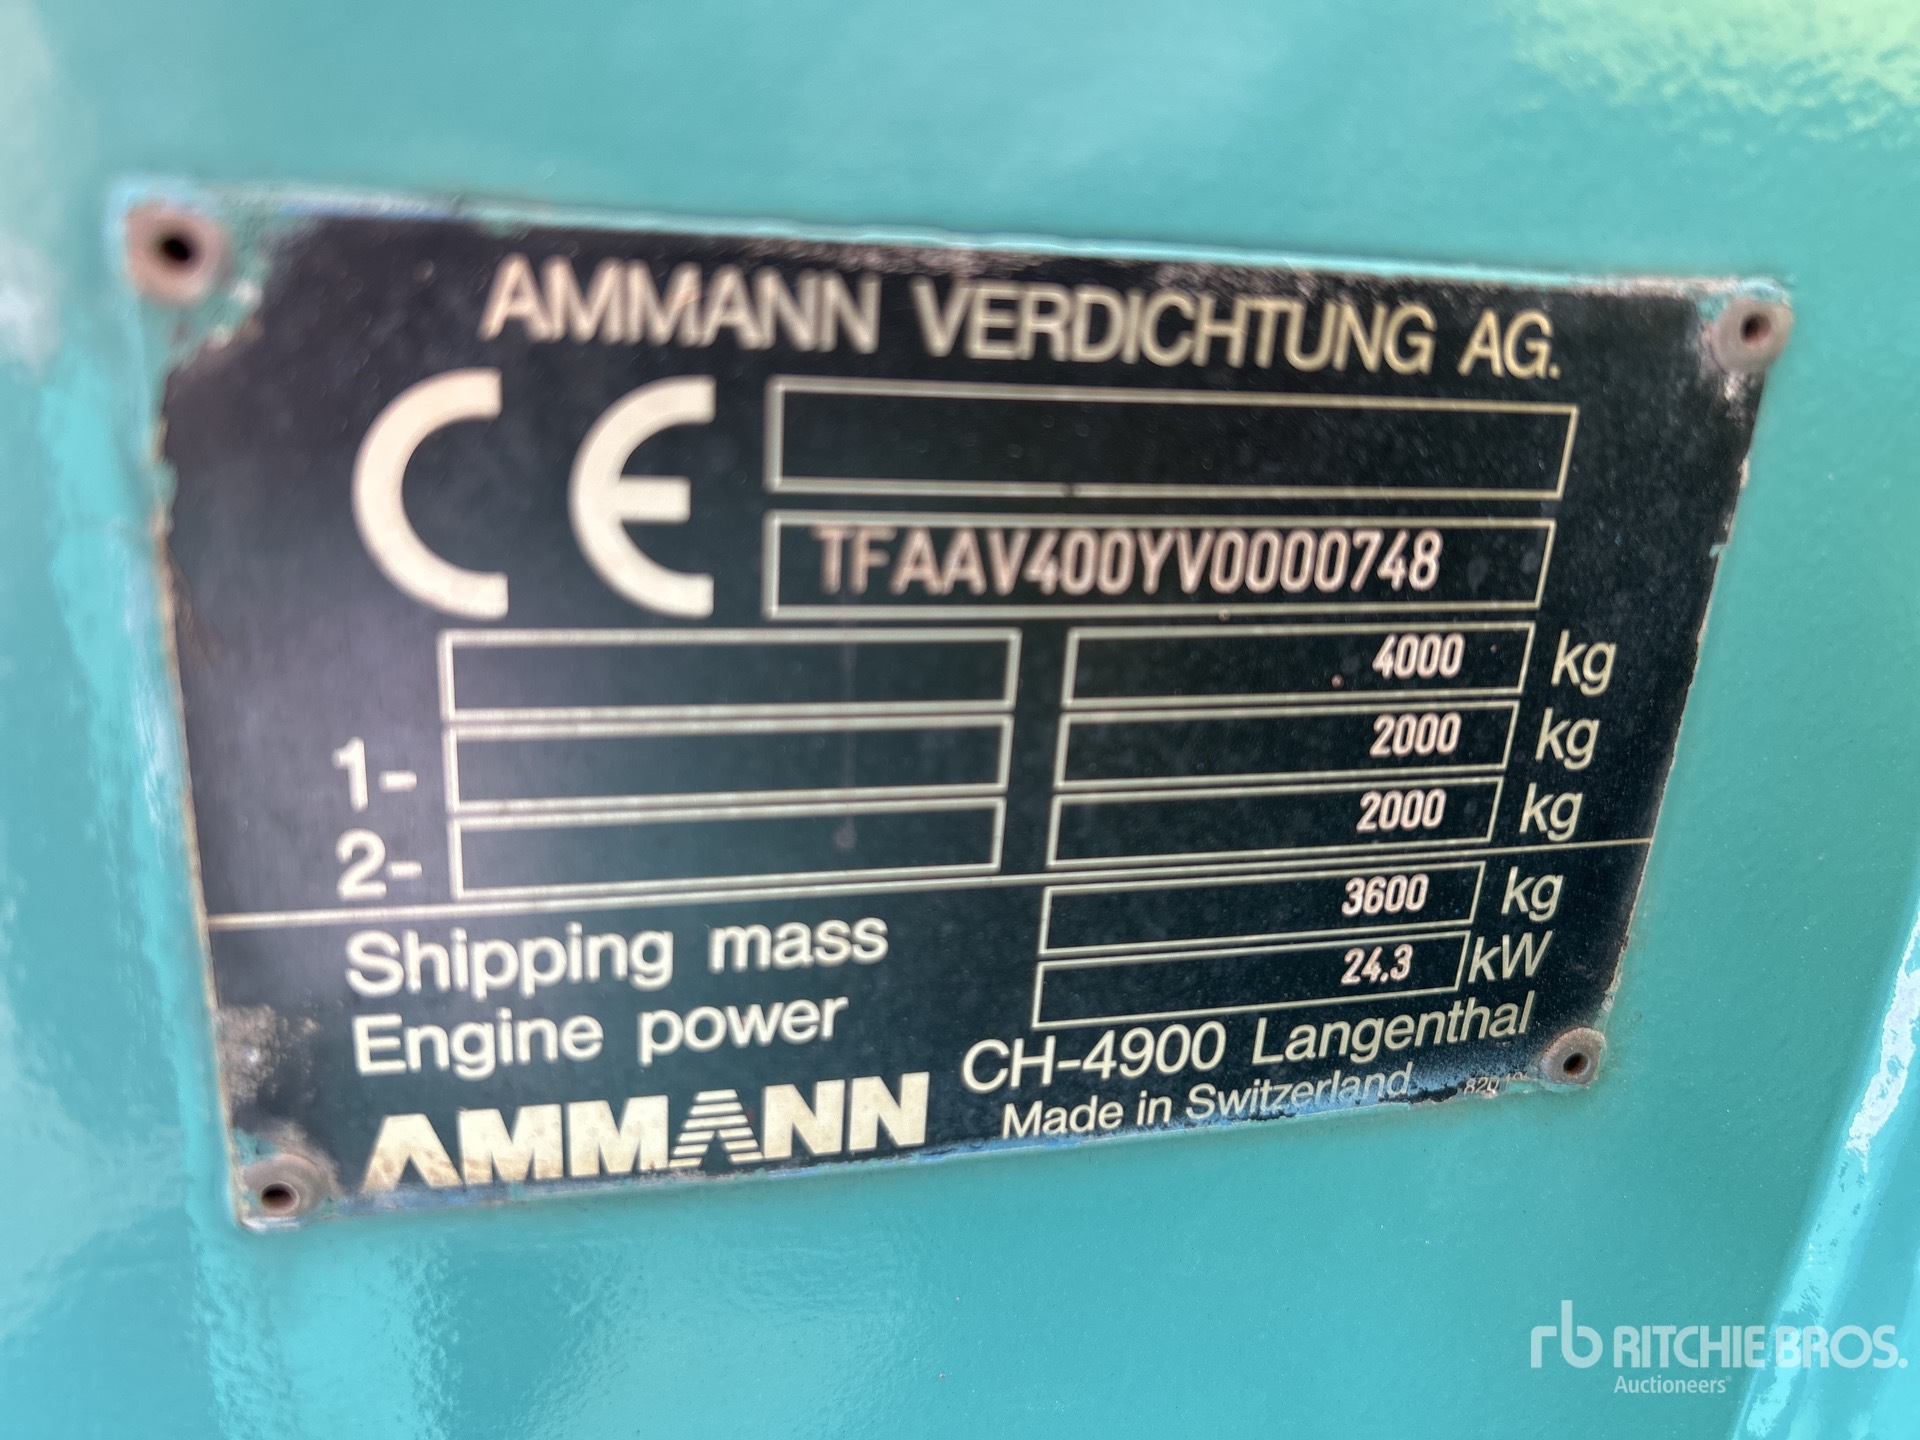 AMMANN VERDICHTUNG AG.
CE
TFAAV400YV0000748
4000 kg
1- 2000 kg
2- 2000 kg
Shipping mass 3600 kg
Engine power 24.3 kW
CH-4900 Langenthal
AMMANN Made in Switzerland
rb RITCHIE BROS.
Auctioneers